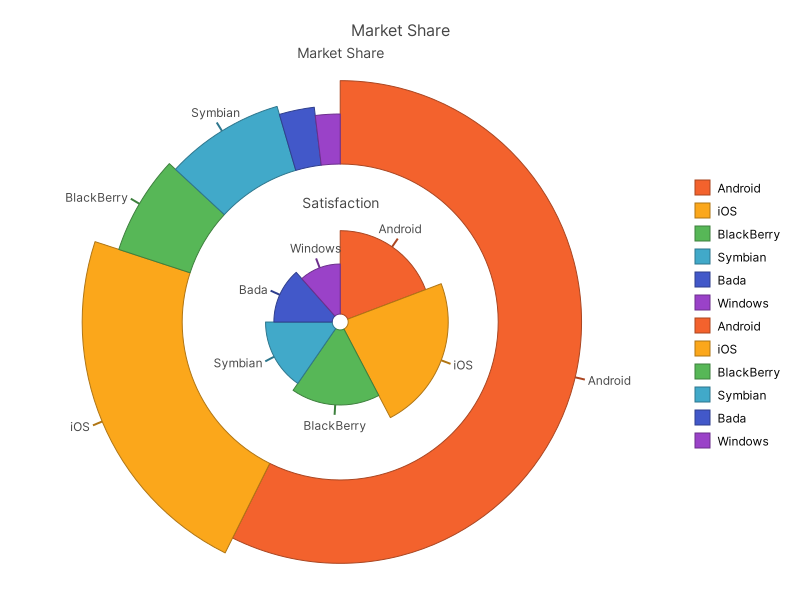 Market Share
Market Share
Symbian
BlackBerry
Satisfaction
Android
Windows
Bada
Symbian
iOS
BlackBerry
Android
iOS
Android
iOS
BlackBerry
Symbian
Bada
Windows
Android
iOS
BlackBerry
Symbian
Bada
Windows